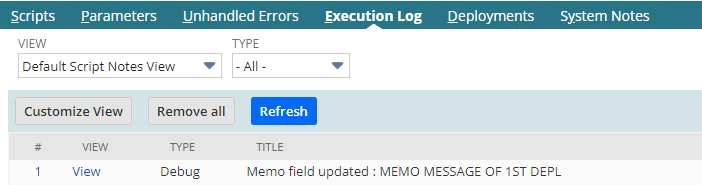 Scripts Parameters Unhandled Errors Execution Log Deployments System Notes
VIEW TYPE
Default Script Notes View - All -
Customize View Remove all Refresh
# VIEW TYPE TITLE
1 View Debug Memo field updated : MEMO MESSAGE OF 1ST DEPL